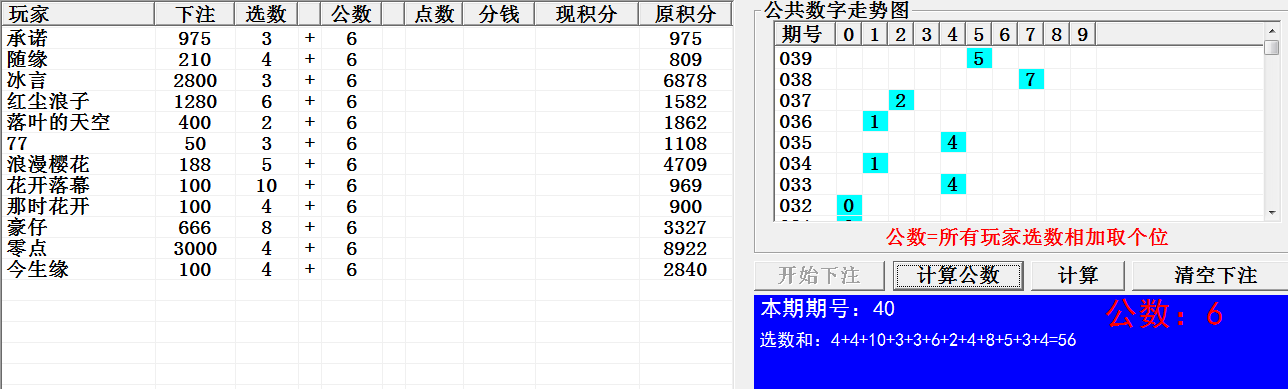 玩家 下注 选数 公数 点数 分钱 现积分 原积分
承诺 975 3 + 6 975
随缘 210 4 + 6 809
冰言 2800 3 + 6 6878
红尘浪子 1280 6 + 6 1582
落叶的天空 400 2 + 6 1862
77 50 3 + 6 1108
浪漫樱花 188 5 + 6 4709
花开落幕 100 10 + 6 969
那时花开 100 4 + 6 900
豪仔 666 8 + 6 3327
零点 3000 4 + 6 8922
今生缘 100 4 + 6 2840
公共数字走势图
期号 0 1 2 3 4 5 6 7 8 9
039 5
038 7
037 2
036 1
035 4
034 1
033 4
032 0
公数=所有玩家选数相加取个位
开始下注 计算公数 计算 清空下注
本期期号：40 公数：6
选数和：4+4+10+3+3+6+2+4+8+5+3+4=56